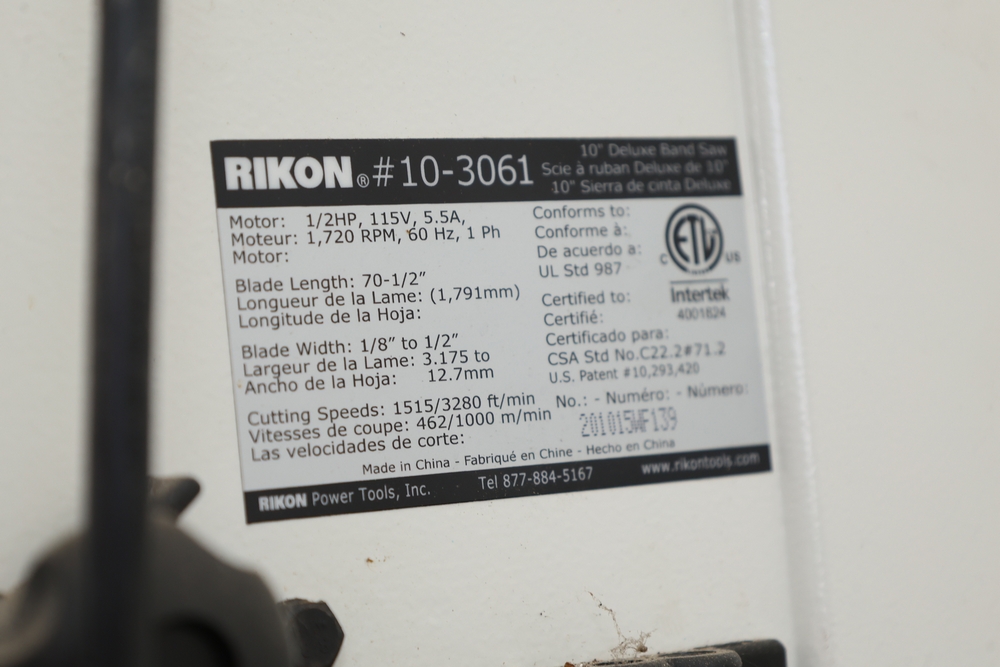 RIKON® #10-3061
10" Deluxe Band Saw
Scie à ruban Deluxe de 10"
10" Sierra de cinta Deluxe
Motor: 1/2HP, 115V, 5.5A,
Moteur: 1,720 RPM, 60 Hz, 1 Ph
Motor:
Blade Length: 70-1/2"
Longueur de la Lame: (1,791mm)
Longitude de la Hoja:
Blade Width: 1/8" to 1/2"
Largeur de la Lame: 3.175 to
Ancho de la Hoja: 12.7mm
Cutting Speeds: 1515/3280 ft/min
Vitesses de coupe: 462/1000 m/min
Las velocidades de corte:
Conforms to:
Conforme à:
De acuerdo a:
UL Std 987
Certified to:
Certifié:
Certificado para:
CSA Std No.C22.2#71.2
U.S. Patent #10,293,420
C ETL US
Intertek
4001824
No.: - Numéro: - Número:
201015WF139
Made in China - Fabriqué en Chine - Hecho en China
RIKON Power Tools, Inc. Tel 877-884-5167 www.rikontools.com